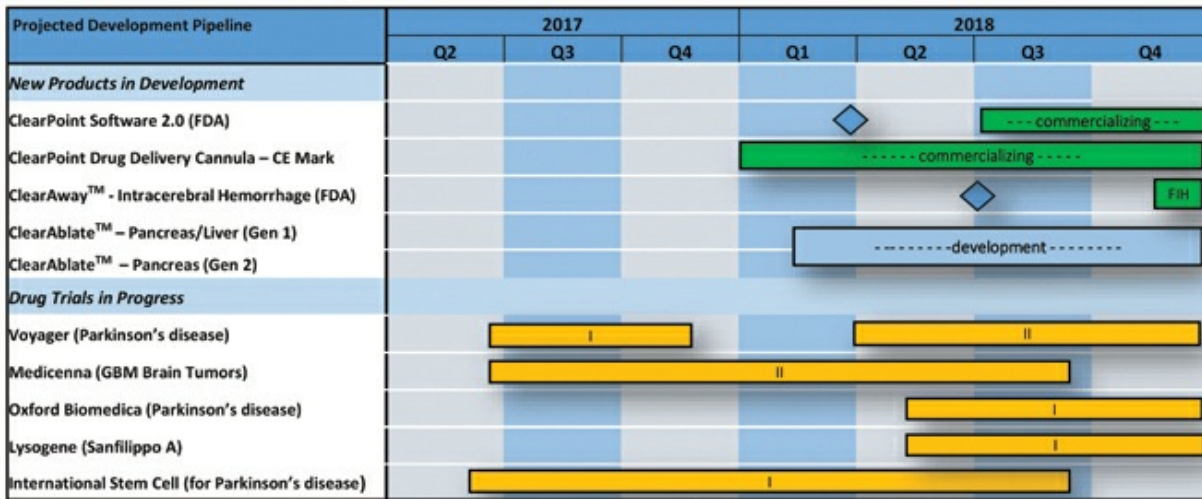 Projected Development Pipeline 2017 2018
Q2 Q3 Q4 Q1 Q2 Q3 Q4
New Products in Development
ClearPoint Software 2.0 (FDA) - - - commercializing - - - -
ClearPoint Drug Delivery Cannula – CE Mark - - - - - - commercializing - - - - -
ClearAway™ - Intracerebral Hemorrhage (FDA) FIH
ClearAblate™ – Pancreas/Liver (Gen 1)
- - - - - - - -development - - - - - - - -
ClearAblate™ – Pancreas (Gen 2)
Drug Trials in Progress
Voyager (Parkinson's disease) I II
Medicenna (GBM Brain Tumors) II
Oxford Biomedica (Parkinson's disease) I
Lysogene (Sanfilippo A) I
International Stem Cell (for Parkinson's disease) I